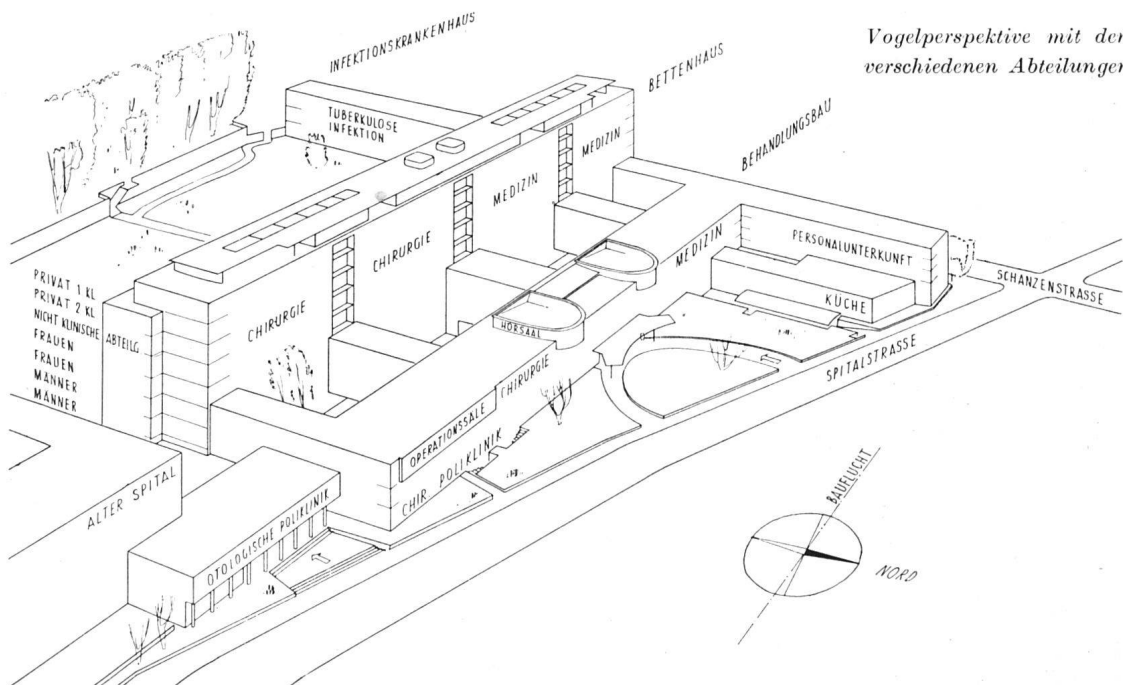 Vogelperspektive mit den
verschiedenen Abteilungen
INFEKTIONSKRANKENHAUS
BETTENHAUS
BEHANDLUNGSBAU
TUBERKULOSE
INFEKTION
MEDIZIN
MEDIZIN
CHIRURGIE
CHIRURGIE
MEDIZIN
PERSONALUNTERKUNFT
KÜCHE
SCHANZENSTRASSE
SPITALSTRASSE
PRIVAT 1 KL
PRIVAT 2 KL
NICHT KLINISCHE ABTEILG
FRAUEN
FRAUEN
MÄNNER
MÄNNER
HÖRSAAL
CHIRURGIE
OPERATIONSSÄLE
CHIR POLIKLINIK
ALTER SPITAL
OTOLOGISCHE POLIKLINIK
BAUFLUCHT
NORD